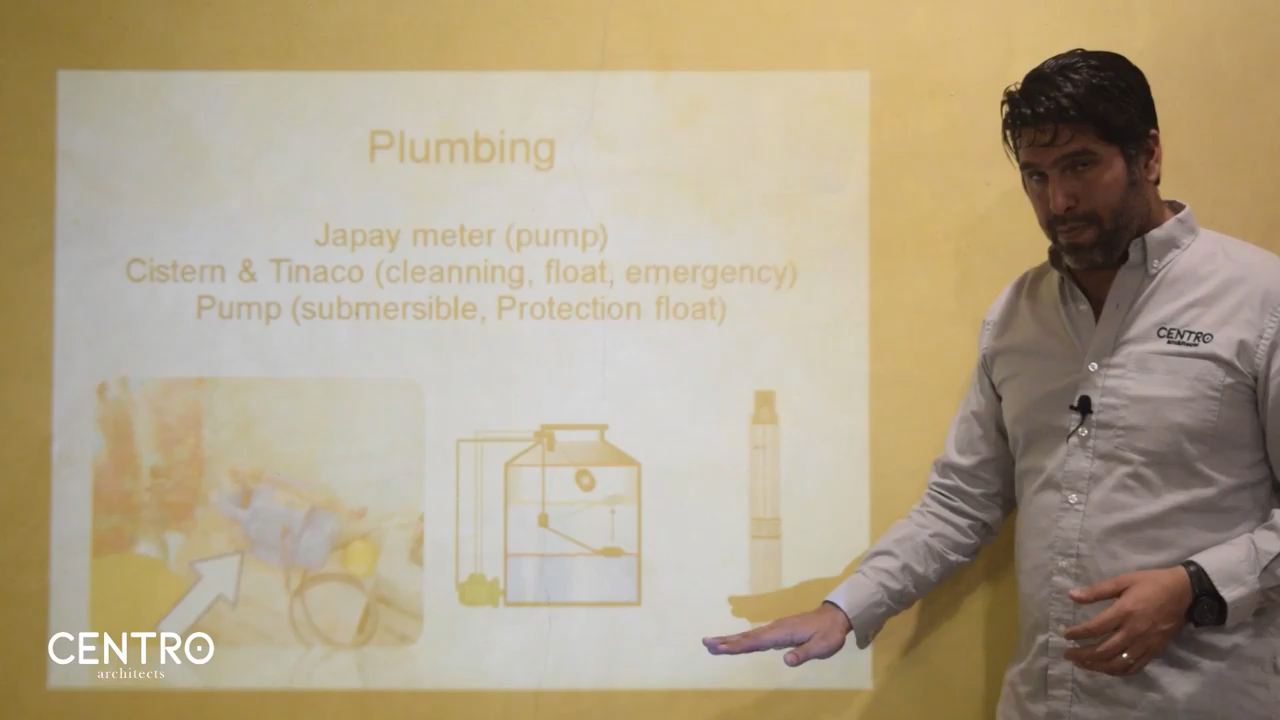 Plumbing
Japay meter (pump)
Cistern & Tinaco (cleanning, float, emergency)
Pump (submersible, Protection float)
CENTRO
CENTRO
architects